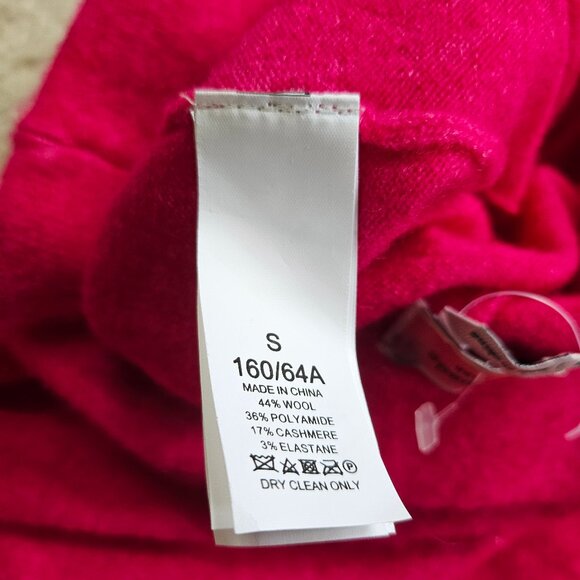 S
160/64A
MADE IN CHINA
44% WOOL
36% POLYAMIDE
17% CASHMERE
3% ELASTANE
P
DRY CLEAN ONLY